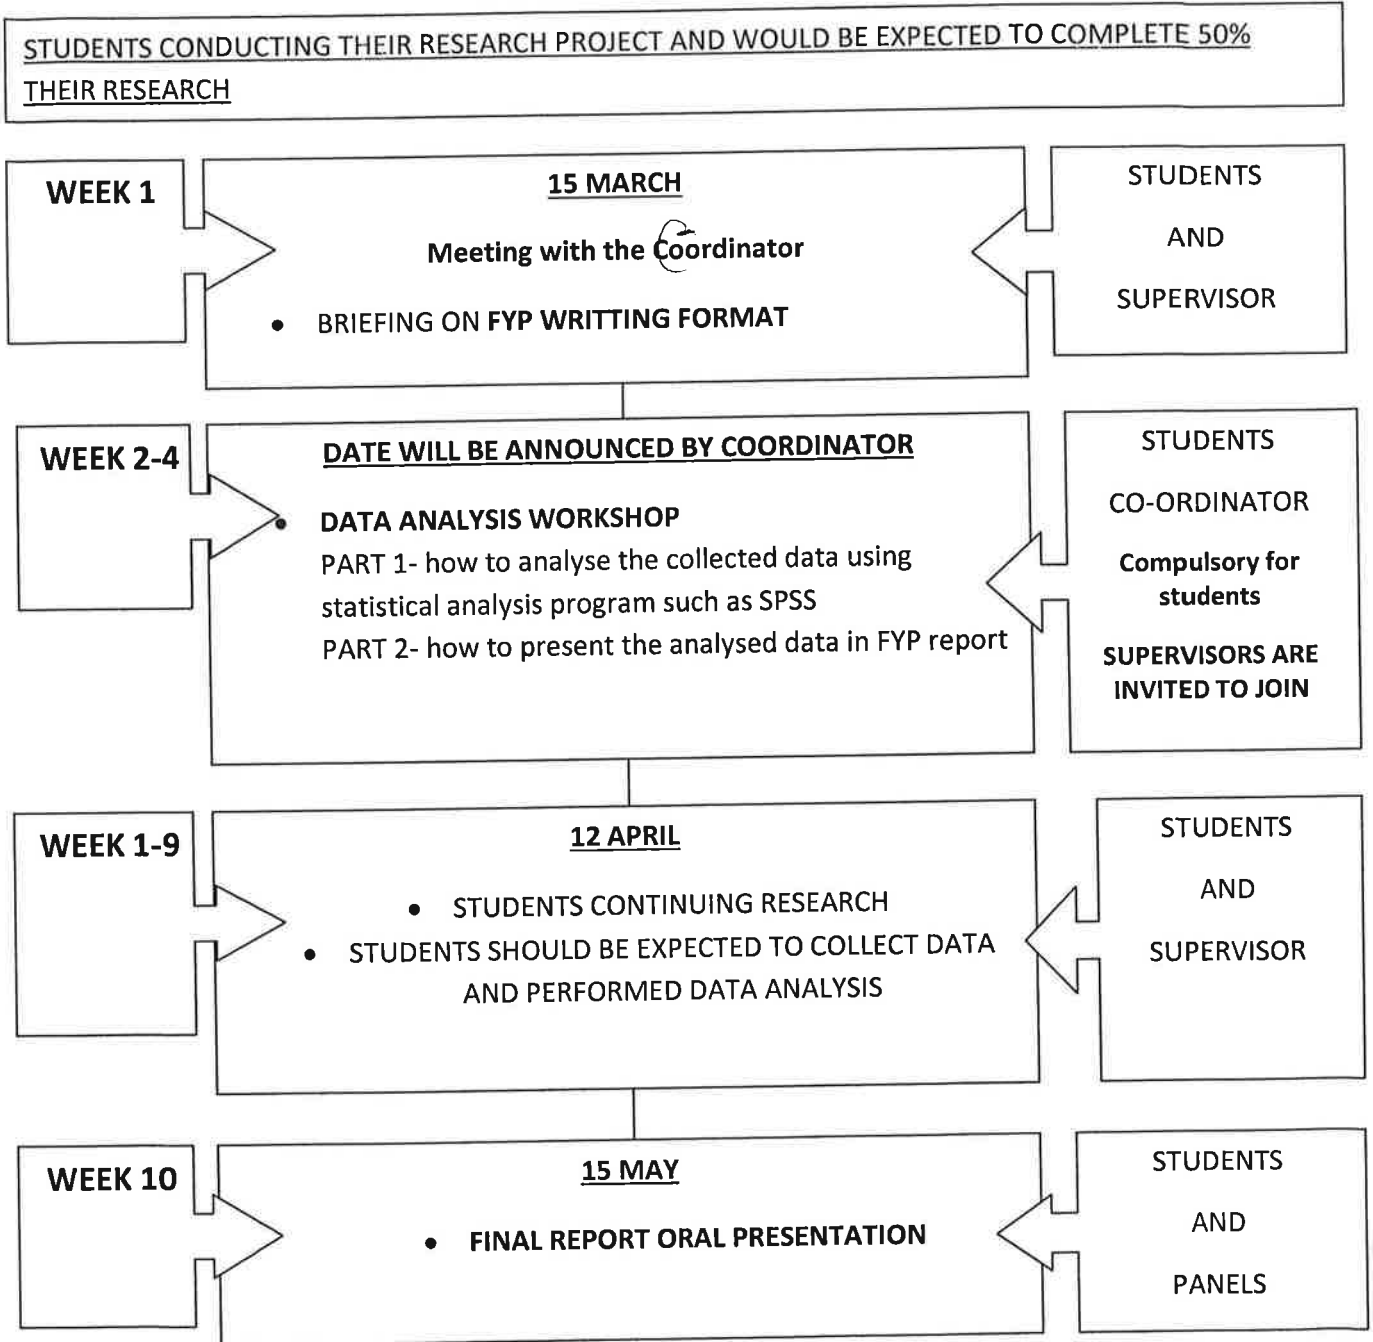 STUDENTS CONDUCTING THEIR RESEARCH PROJECT AND WOULD BE EXPECTED TO COMPLETE 50%
THEIR RESEARCH
WEEK 1
15 MARCH
Meeting with the Coordinator
• BRIEFING ON FYP WRITTING FORMAT
STUDENTS
AND
SUPERVISOR
WEEK 2-4
DATE WILL BE ANNOUNCED BY COORDINATOR
• DATA ANALYSIS WORKSHOP
PART 1- how to analyse the collected data using
statistical analysis program such as SPSS
PART 2- how to present the analysed data in FYP report
STUDENTS
CO-ORDINATOR
Compulsory for
students
SUPERVISORS ARE
INVITED TO JOIN
WEEK 1-9
12 APRIL
• STUDENTS CONTINUING RESEARCH
• STUDENTS SHOULD BE EXPECTED TO COLLECT DATA
AND PERFORMED DATA ANALYSIS
STUDENTS
AND
SUPERVISOR
WEEK 10
15 MAY
• FINAL REPORT ORAL PRESENTATION
STUDENTS
AND
PANELS